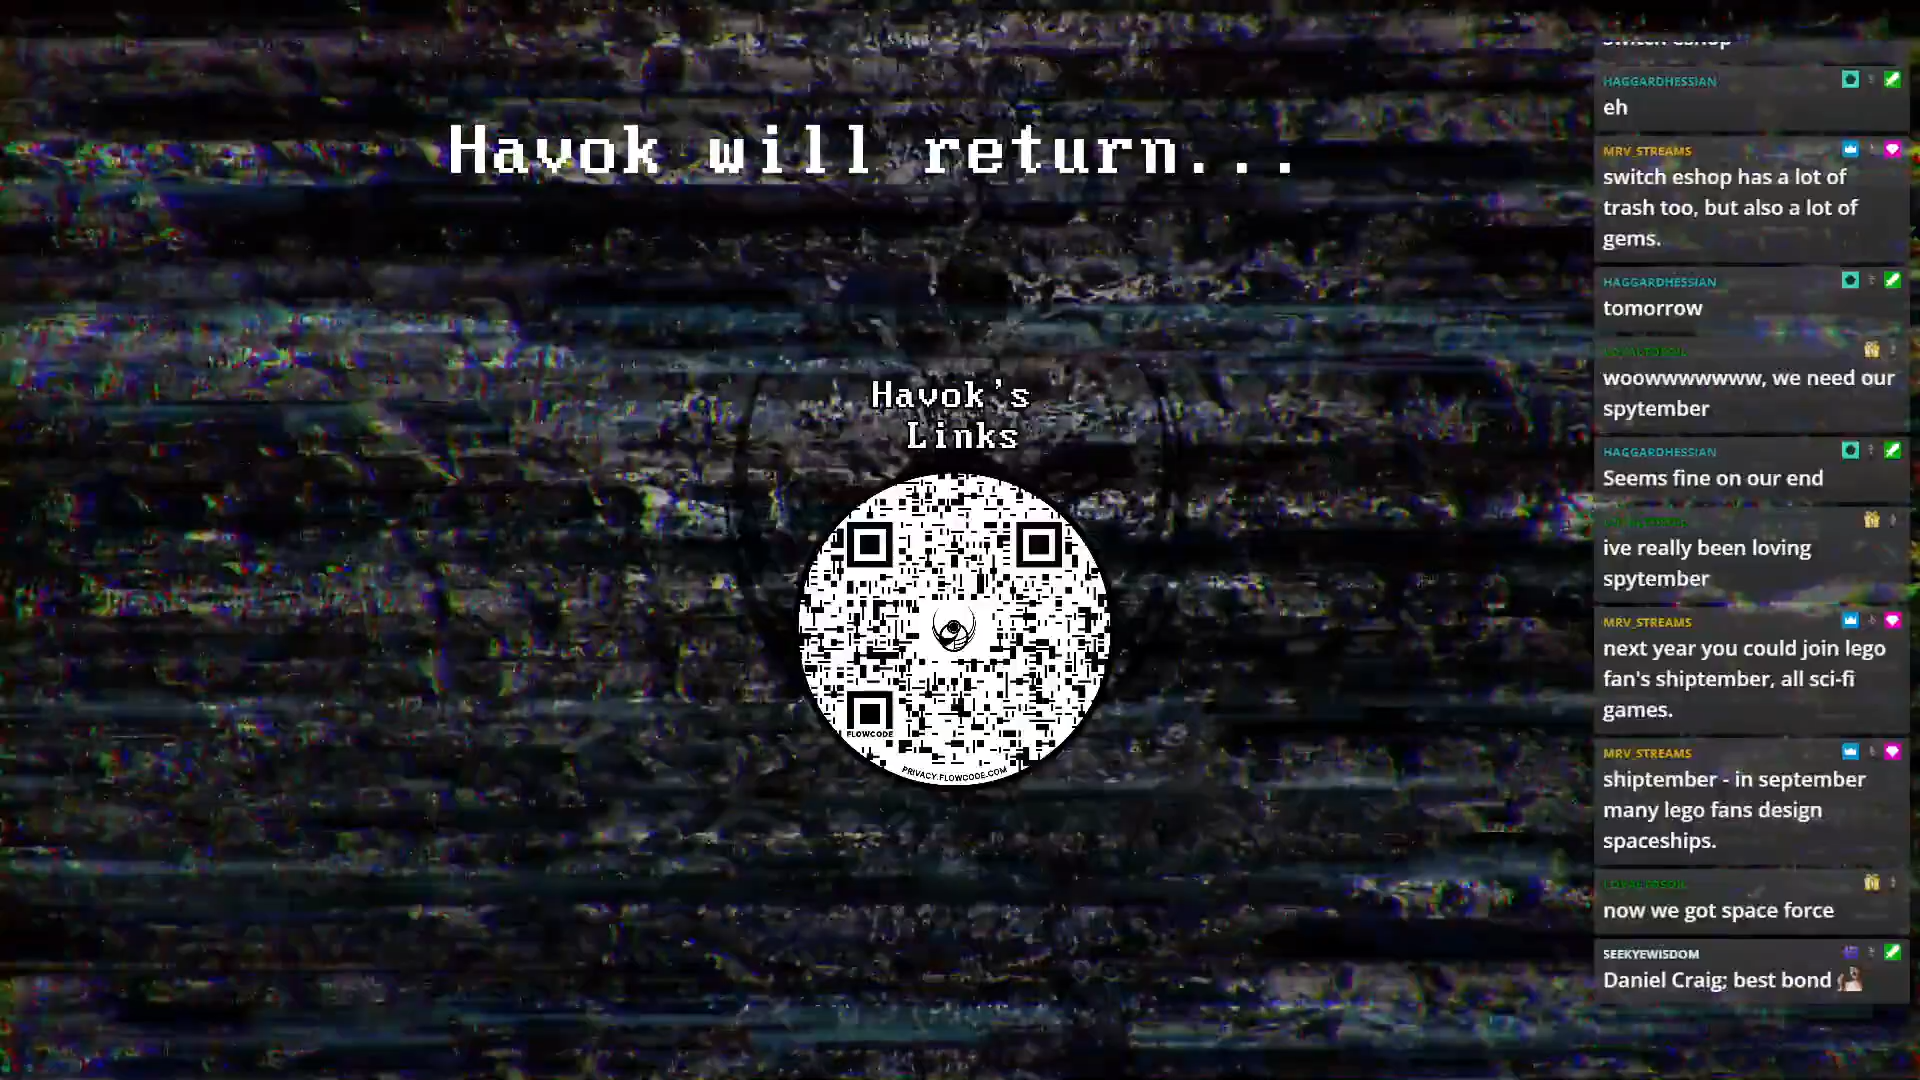 Havok will return...
Havok's
Links
FLOWCODE
PRIVACY.FLOWCODE.COM
HAGGARDHESSIAN
eh
MRV_STREAMS
switch eshop has a lot of
trash too, but also a lot of
gems.
HAGGARDHESSIAN
tomorrow
LOYALTOSOIL
woowwwwwww, we need our
spytember
HAGGARDHESSIAN
Seems fine on our end
ive really been loving
spytember
MRV_STREAMS
next year you could join lego
fan's shiptember, all sci-fi
games.
MRV_STREAMS
shiptember - in september
many lego fans design
spaceships.
LOYALTOSOIL
now we got space force
SEEKYEWISDOM
Daniel Craig; best bond